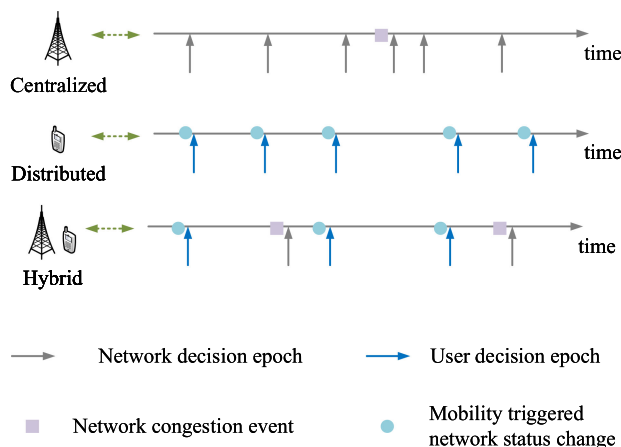 time
Centralized
time
Distributed
time
Hybrid
Network decision epoch
User decision epoch
Network congestion event
Mobility triggered
network status change